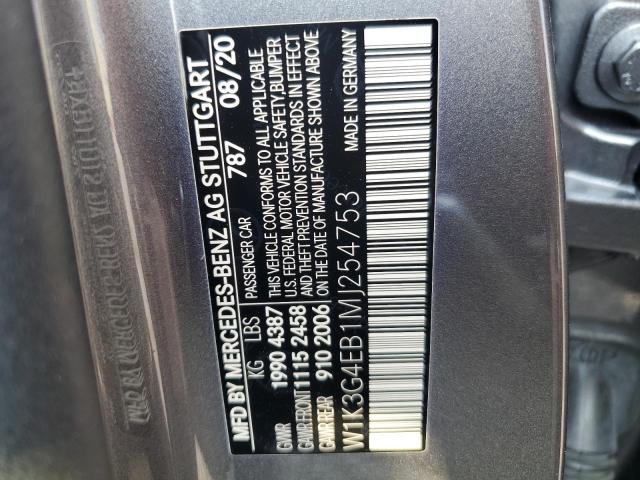 MFD BY MERCEDES-BENZ AG STUTTGART
787 08/20
KG LBS PASSENGER CAR
GVWR 1990 4387 THIS VEHICLE CONFORMS TO ALL APPLICABLE
GAWR FRONT 1115 2458 U.S. FEDERAL MOTOR VEHICLE SAFETY, BUMPER
GAWR REAR 910 2006 AND THEFT PREVENTION STANDARDS IN EFFECT
ON THE DATE OF MANUFACTURE SHOWN ABOVE
W1K3G4EB1MJ254753 MADE IN GERMANY